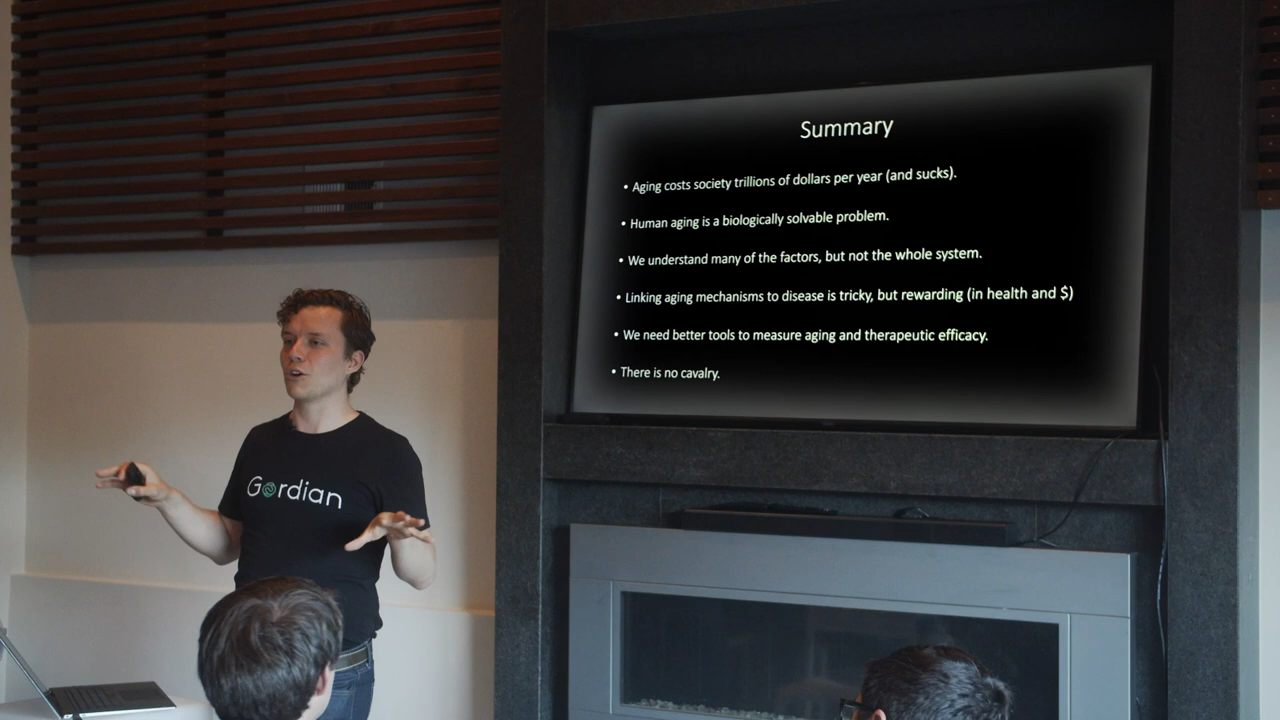 Summary
• Aging costs society trillions of dollars per year (and sucks).
• Human aging is a biologically solvable problem.
• We understand many of the factors, but not the whole system.
• Linking aging mechanisms to disease is tricky, but rewarding (in health and $)
• We need better tools to measure aging and therapeutic efficacy.
• There is no cavalry.
Gordian